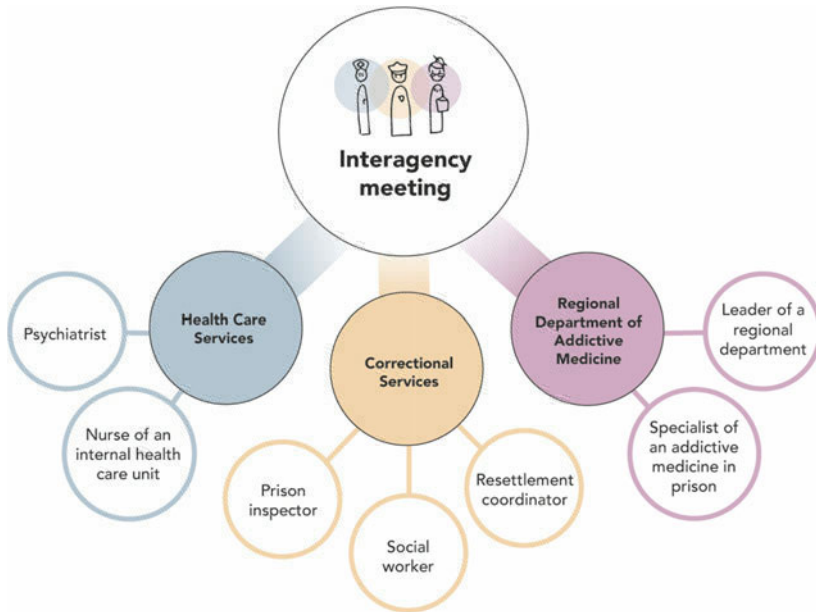 Interagency
meeting
Health Care
Services
Psychiatrist
Nurse of an
internal health
care unit
Correctional
Services
Prison
inspector
Social
worker
Resettlement
coordinator
Regional
Department of
Addictive
Medicine
Leader of a
regional
department
Specialist of
an addictive
medicine in
prison